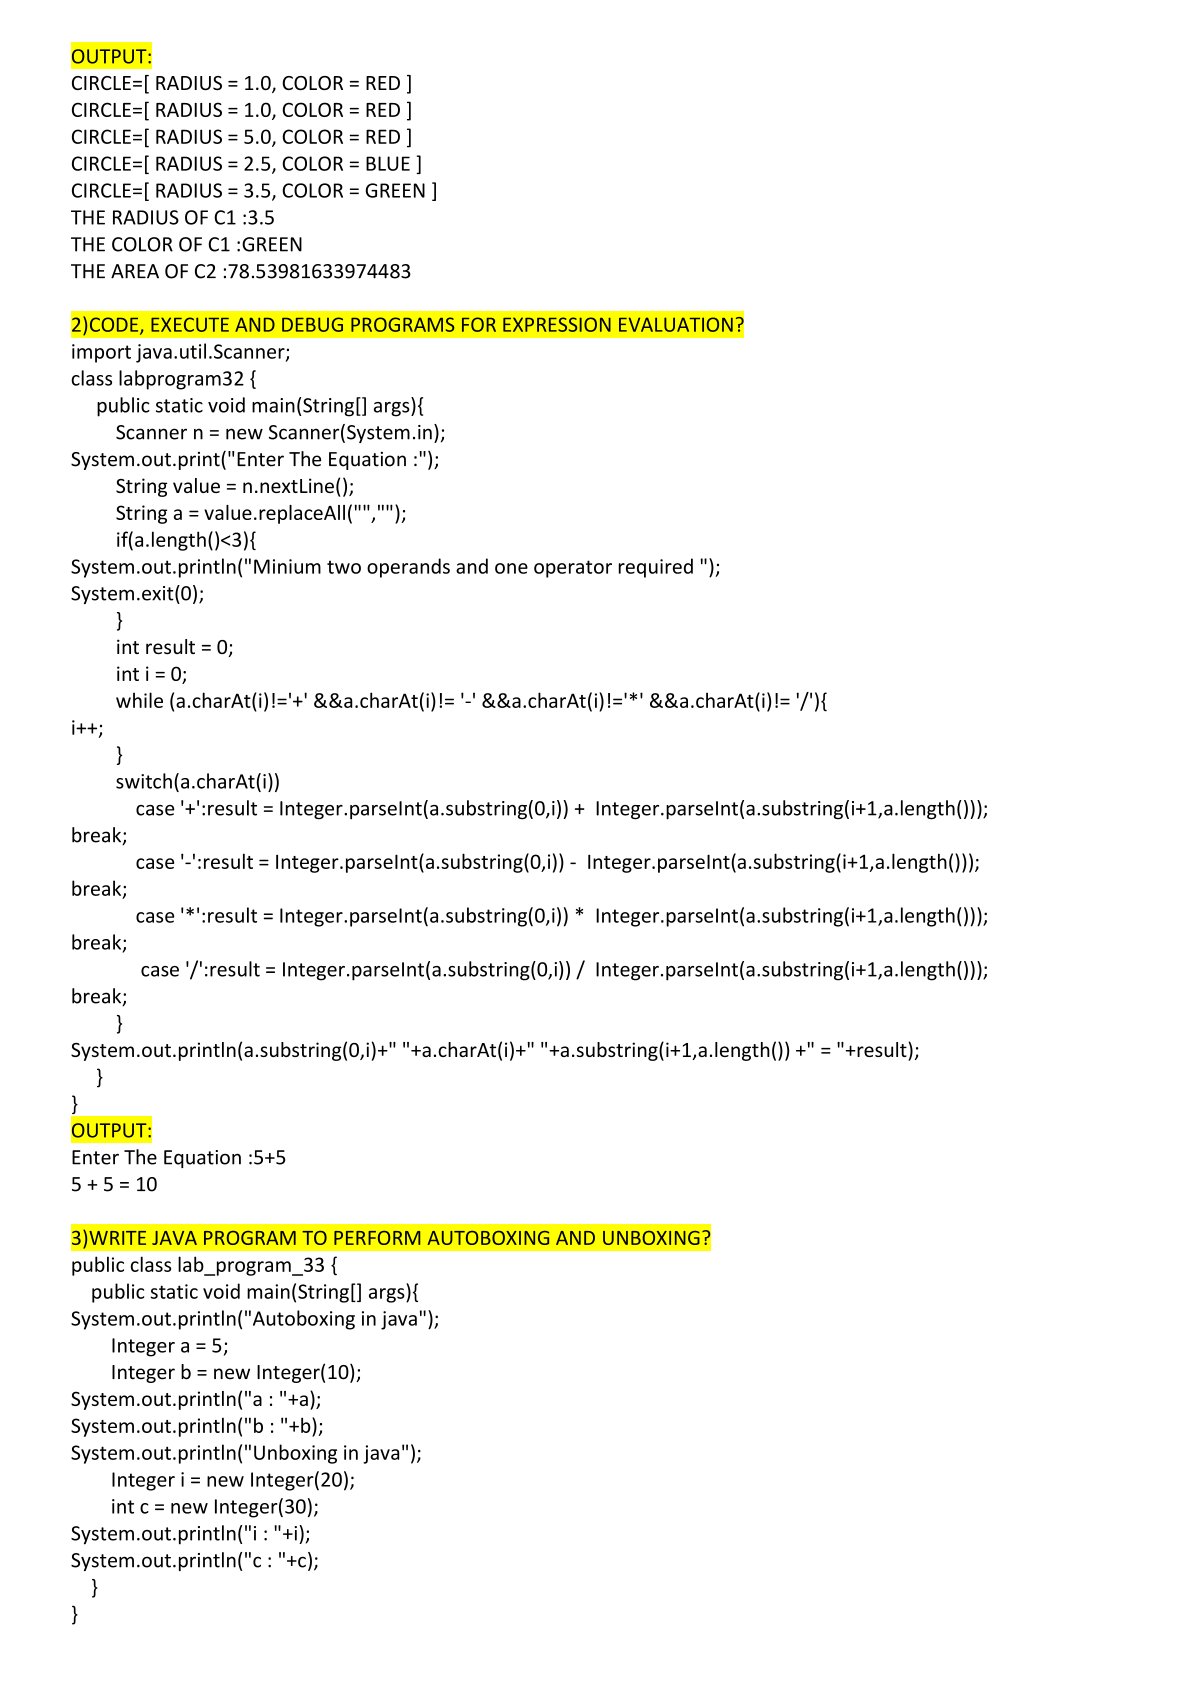 OUTPUT:
CIRCLE=[ RADIUS = 1.0, COLOR = RED ]
CIRCLE=[ RADIUS = 1.0, COLOR = RED ]
CIRCLE=[ RADIUS = 5.0, COLOR = RED ]
CIRCLE=[ RADIUS = 2.5, COLOR = BLUE ]
CIRCLE=[ RADIUS = 3.5, COLOR = GREEN ]
THE RADIUS OF C1 :3.5
THE COLOR OF C1 :GREEN
THE AREA OF C2 :78.53981633974483

2)CODE, EXECUTE AND DEBUG PROGRAMS FOR EXPRESSION EVALUATION?
import java.util.Scanner;
class labprogram32 {
    public static void main(String[] args){
        Scanner n = new Scanner(System.in);
System.out.print("Enter The Equation :");
        String value = n.nextLine();
        String a = value.replaceAll("","");
        if(a.length()<3){
System.out.println("Minium two operands and one operator required ");
System.exit(0);
        }
        int result = 0;
        int i = 0;
        while (a.charAt(i)!='+' &&a.charAt(i)!= '-' &&a.charAt(i)!='*' &&a.charAt(i)!= '/'){
i++;
        }
        switch(a.charAt(i))
            case '+':result = Integer.parseInt(a.substring(0,i)) +  Integer.parseInt(a.substring(i+1,a.length()));
break;
            case '-':result = Integer.parseInt(a.substring(0,i)) -  Integer.parseInt(a.substring(i+1,a.length()));
break;
            case '*':result = Integer.parseInt(a.substring(0,i)) *  Integer.parseInt(a.substring(i+1,a.length()));
break;
            case '/':result = Integer.parseInt(a.substring(0,i)) /  Integer.parseInt(a.substring(i+1,a.length()));
break;
        }
System.out.println(a.substring(0,i)+" "+a.charAt(i)+" "+a.substring(i+1,a.length()) +" = "+result);
    }
}
OUTPUT:
Enter The Equation :5+5
5 + 5 = 10

3)WRITE JAVA PROGRAM TO PERFORM AUTOBOXING AND UNBOXING?
public class lab_program_33 {
    public static void main(String[] args){
System.out.println("Autoboxing in java");
        Integer a = 5;
        Integer b = new Integer(10);
System.out.println("a : "+a);
System.out.println("b : "+b);
System.out.println("Unboxing in java");
        Integer i = new Integer(20);
        int c = new Integer(30);
System.out.println("i : "+i);
System.out.println("c : "+c);
    }
}